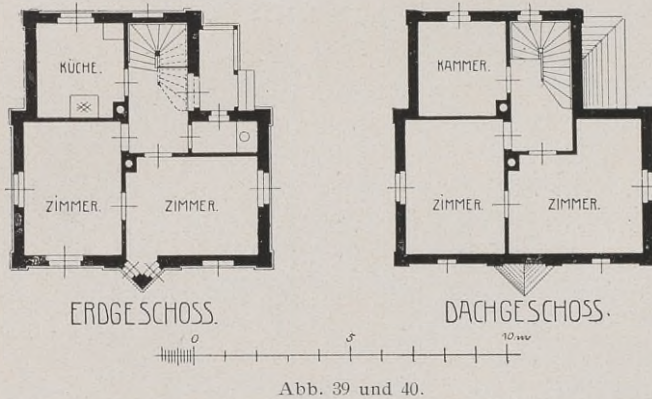 KÜCHE.
ZIMMER.
ZIMMER.
ERDGESCHOSS.
KAMMER.
ZIMMER.
ZIMMER.
DACHGESCHOSS.
0 5 10 m
Abb. 39 und 40.